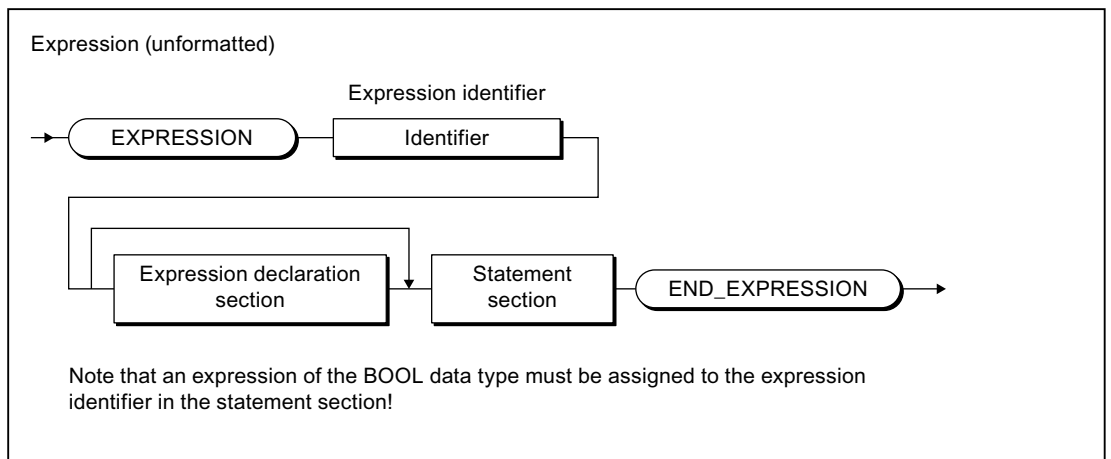 Expression (unformatted)
Expression identifier
EXPRESSION
Identifier
Expression declaration
section
Statement
section
END_EXPRESSION
Note that an expression of the BOOL data type must be assigned to the expression
identifier in the statement section!